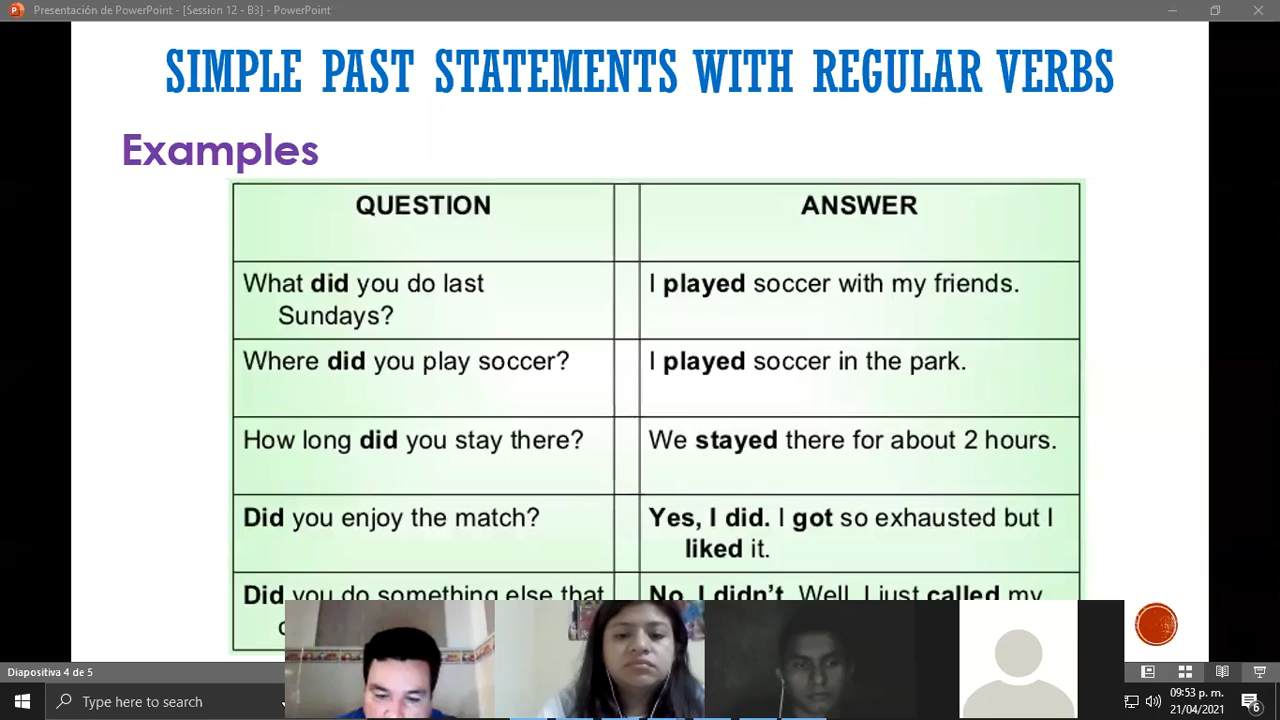 Presentación de PowerPoint - [Session 12 - B3] - PowerPoint
SIMPLE PAST STATEMENTS WITH REGULAR VERBS
Examples
QUESTION
ANSWER
What did you do last
Sundays?
I played soccer with my friends.
Where did you play soccer?
I played soccer in the park.
How long did you stay there?
We stayed there for about 2 hours.
Did you enjoy the match?
Yes, I did. I got so exhausted but I
liked it.
Did you do something else that
No, I didn't. Well, I just called my
Diapositiva 4 de 5
Type here to search
09:53 p. m.
21/04/2021
6